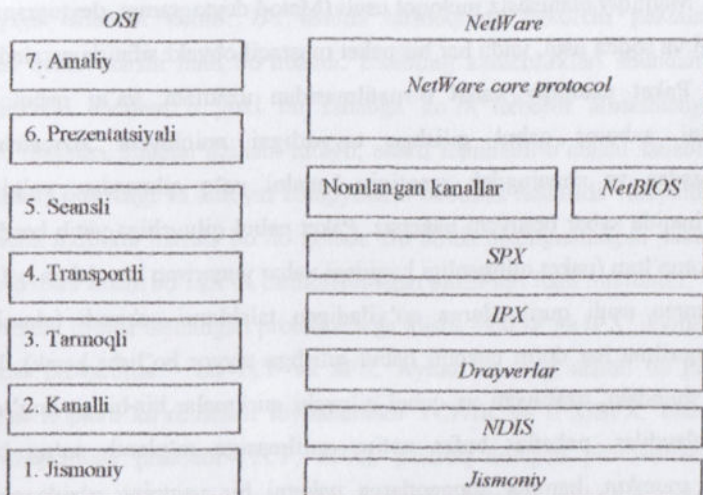 OSI
7. Amaliy
6. Prezentatsiyali
5. Seansli
4. Transportli
3. Tarmoqli
2. Kanalli
1. Jismoniy
NetWare
NetWare core protocol
Nomlangan kanallar
NetBIOS
SPX
IPX
Drayverlar
NDIS
Jismoniy